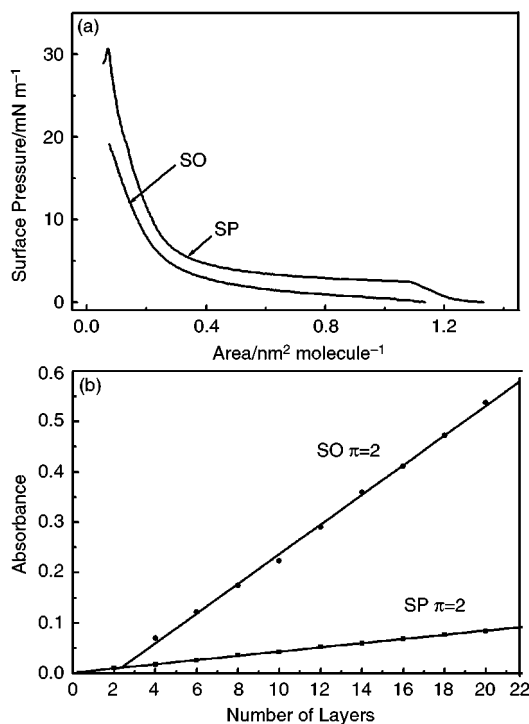 (a)
30
20
10
0
Surface Pressure/mN m⁻¹
SO
SP
0.0 0.4 0.8 1.2
Area/nm² molecule⁻¹
(b)
0.6
0.5
0.4
0.3
0.2
0.1
0.0
Absorbance
SO π=2
SP π=2
0 2 4 6 8 10 12 14 16 18 20 22
Number of Layers